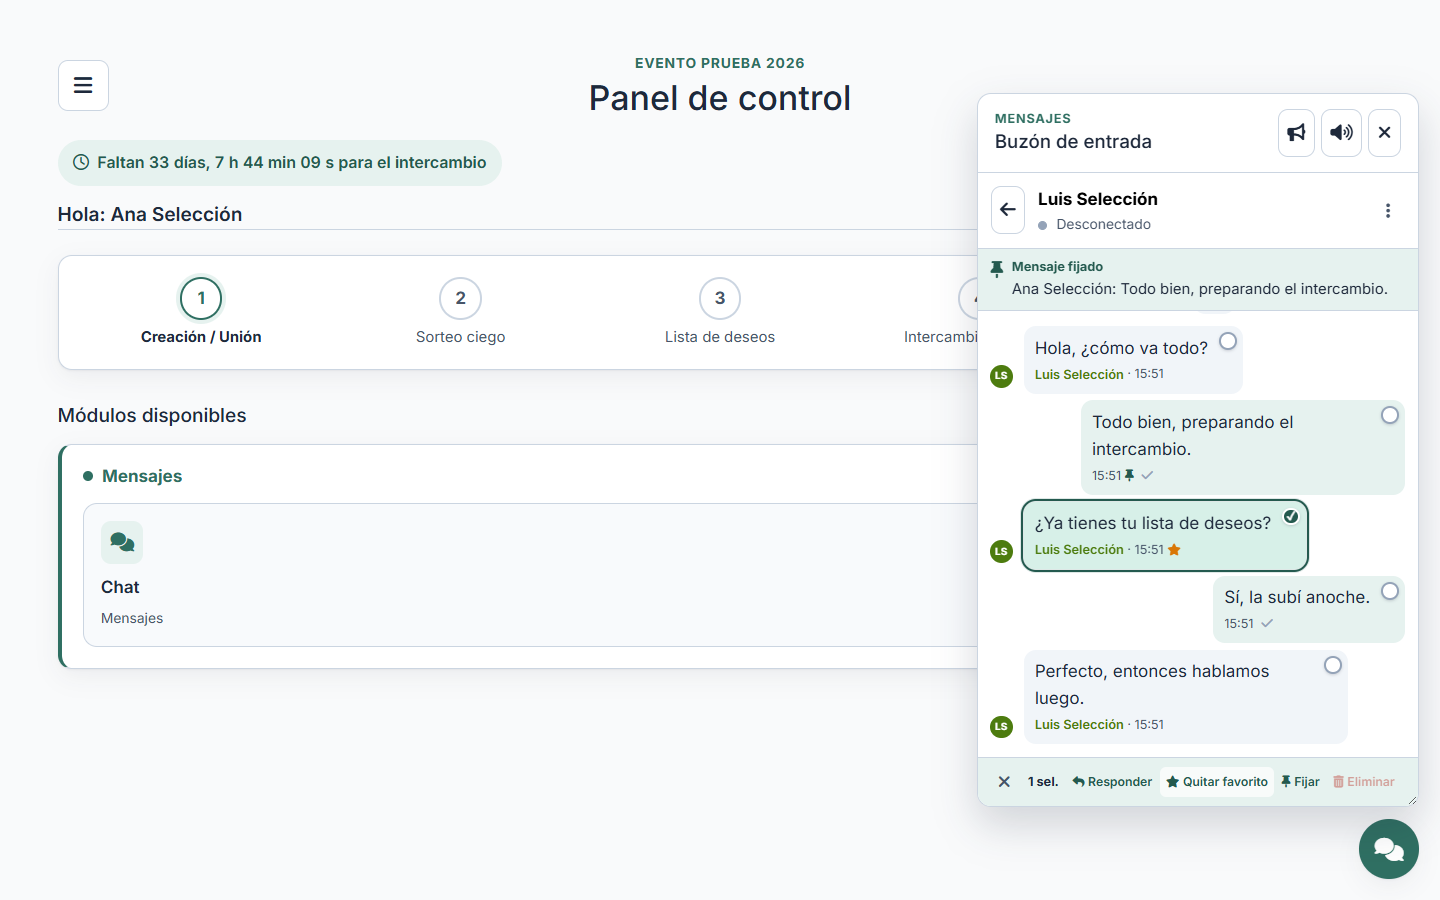 EVENTO PRUEBA 2026
Panel de control
Faltan 33 días, 7 h 44 min 09 s para el intercambio
Hola: Ana Selección
1
2
3
Creación / Unión
Sorteo ciego
Lista de deseos
Intercambi
Módulos disponibles
Mensajes
Chat
Mensajes
MENSAJES
Buzón de entrada
Luis Selección
Desconectado
Mensaje fijado
Ana Selección: Todo bien, preparando el intercambio.
Hola, ¿cómo va todo?
LS
Luis Selección · 15:51
Todo bien, preparando el
intercambio.
15:51
¿Ya tienes tu lista de deseos?
LS
Luis Selección · 15:51
Sí, la subí anoche.
15:51
Perfecto, entonces hablamos
luego.
LS
Luis Selección · 15:51
1 sel.
Responder
Quitar favorito
Fijar
Eliminar